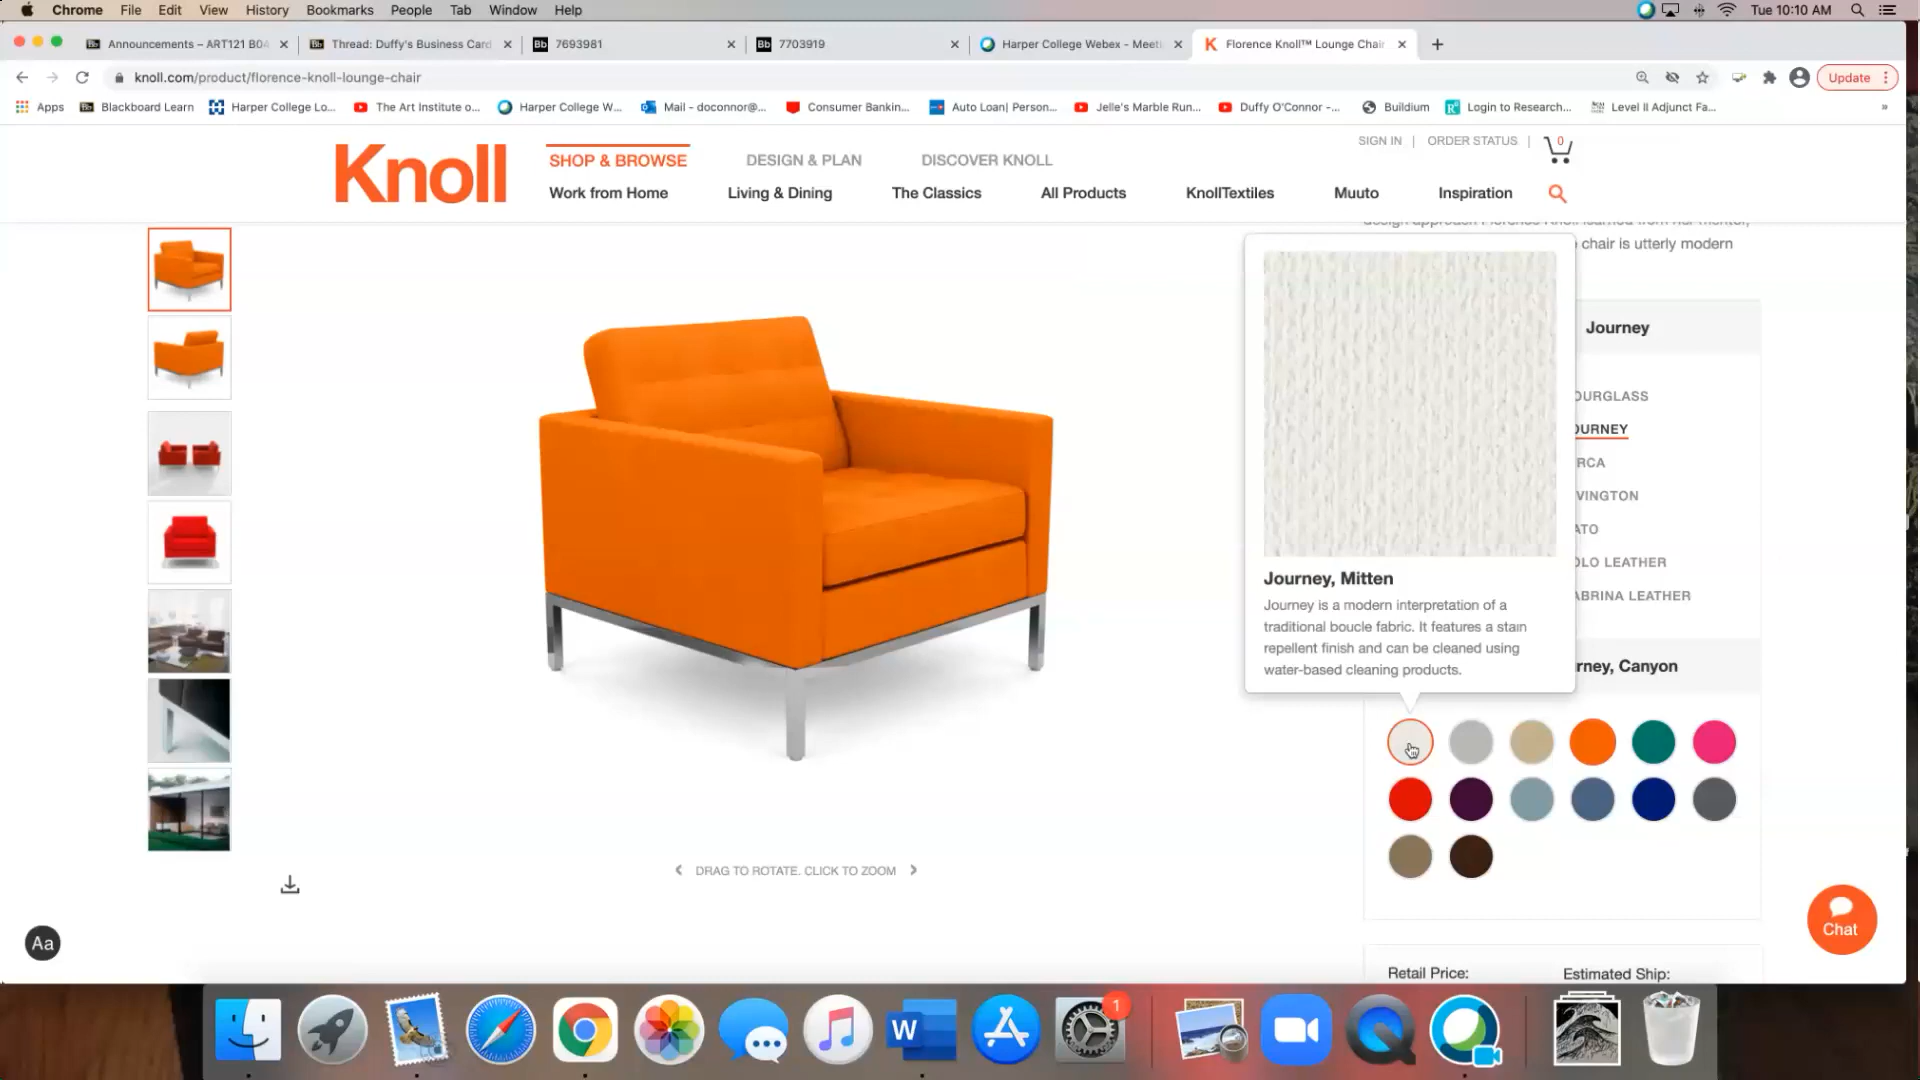 Chrome File Edit View History Bookmarks People Tab Window Help Tue 10:10 AM
Announcements – ART121 B04 Thread: Duffy's Business Card Bb 7693981 Bb 7703919 Harper College Webex - Meeti K Florence Knoll™ Lounge Chair
knoll.com/product/florence-knoll-lounge-chair Update
Apps Blackboard Learn Harper College Lo... The Art Institute o... Harper College W... Mail - doconnor@... Consumer Bankin... Auto Loan| Person... Jelle's Marble Run... Duffy O'Connor -... Buildium Login to Research... Level II Adjunct Fa... »
SIGN IN | ORDER STATUS | 0
Knoll
SHOP & BROWSE DESIGN & PLAN DISCOVER KNOLL
Work from Home Living & Dining The Classics All Products KnollTextiles Muuto Inspiration
chair is utterly modern
Journey
OURGLASS
OURNEY
RCA
VINGTON
ATO
OLO LEATHER
ABRINA LEATHER
Journey, Mitten
Journey is a modern interpretation of a
traditional boucle fabric. It features a stain
repellent finish and can be cleaned using
water-based cleaning products.
rney, Canyon
DRAG TO ROTATE. CLICK TO ZOOM
Aa
Chat
Retail Price: Estimated Ship:
W
1